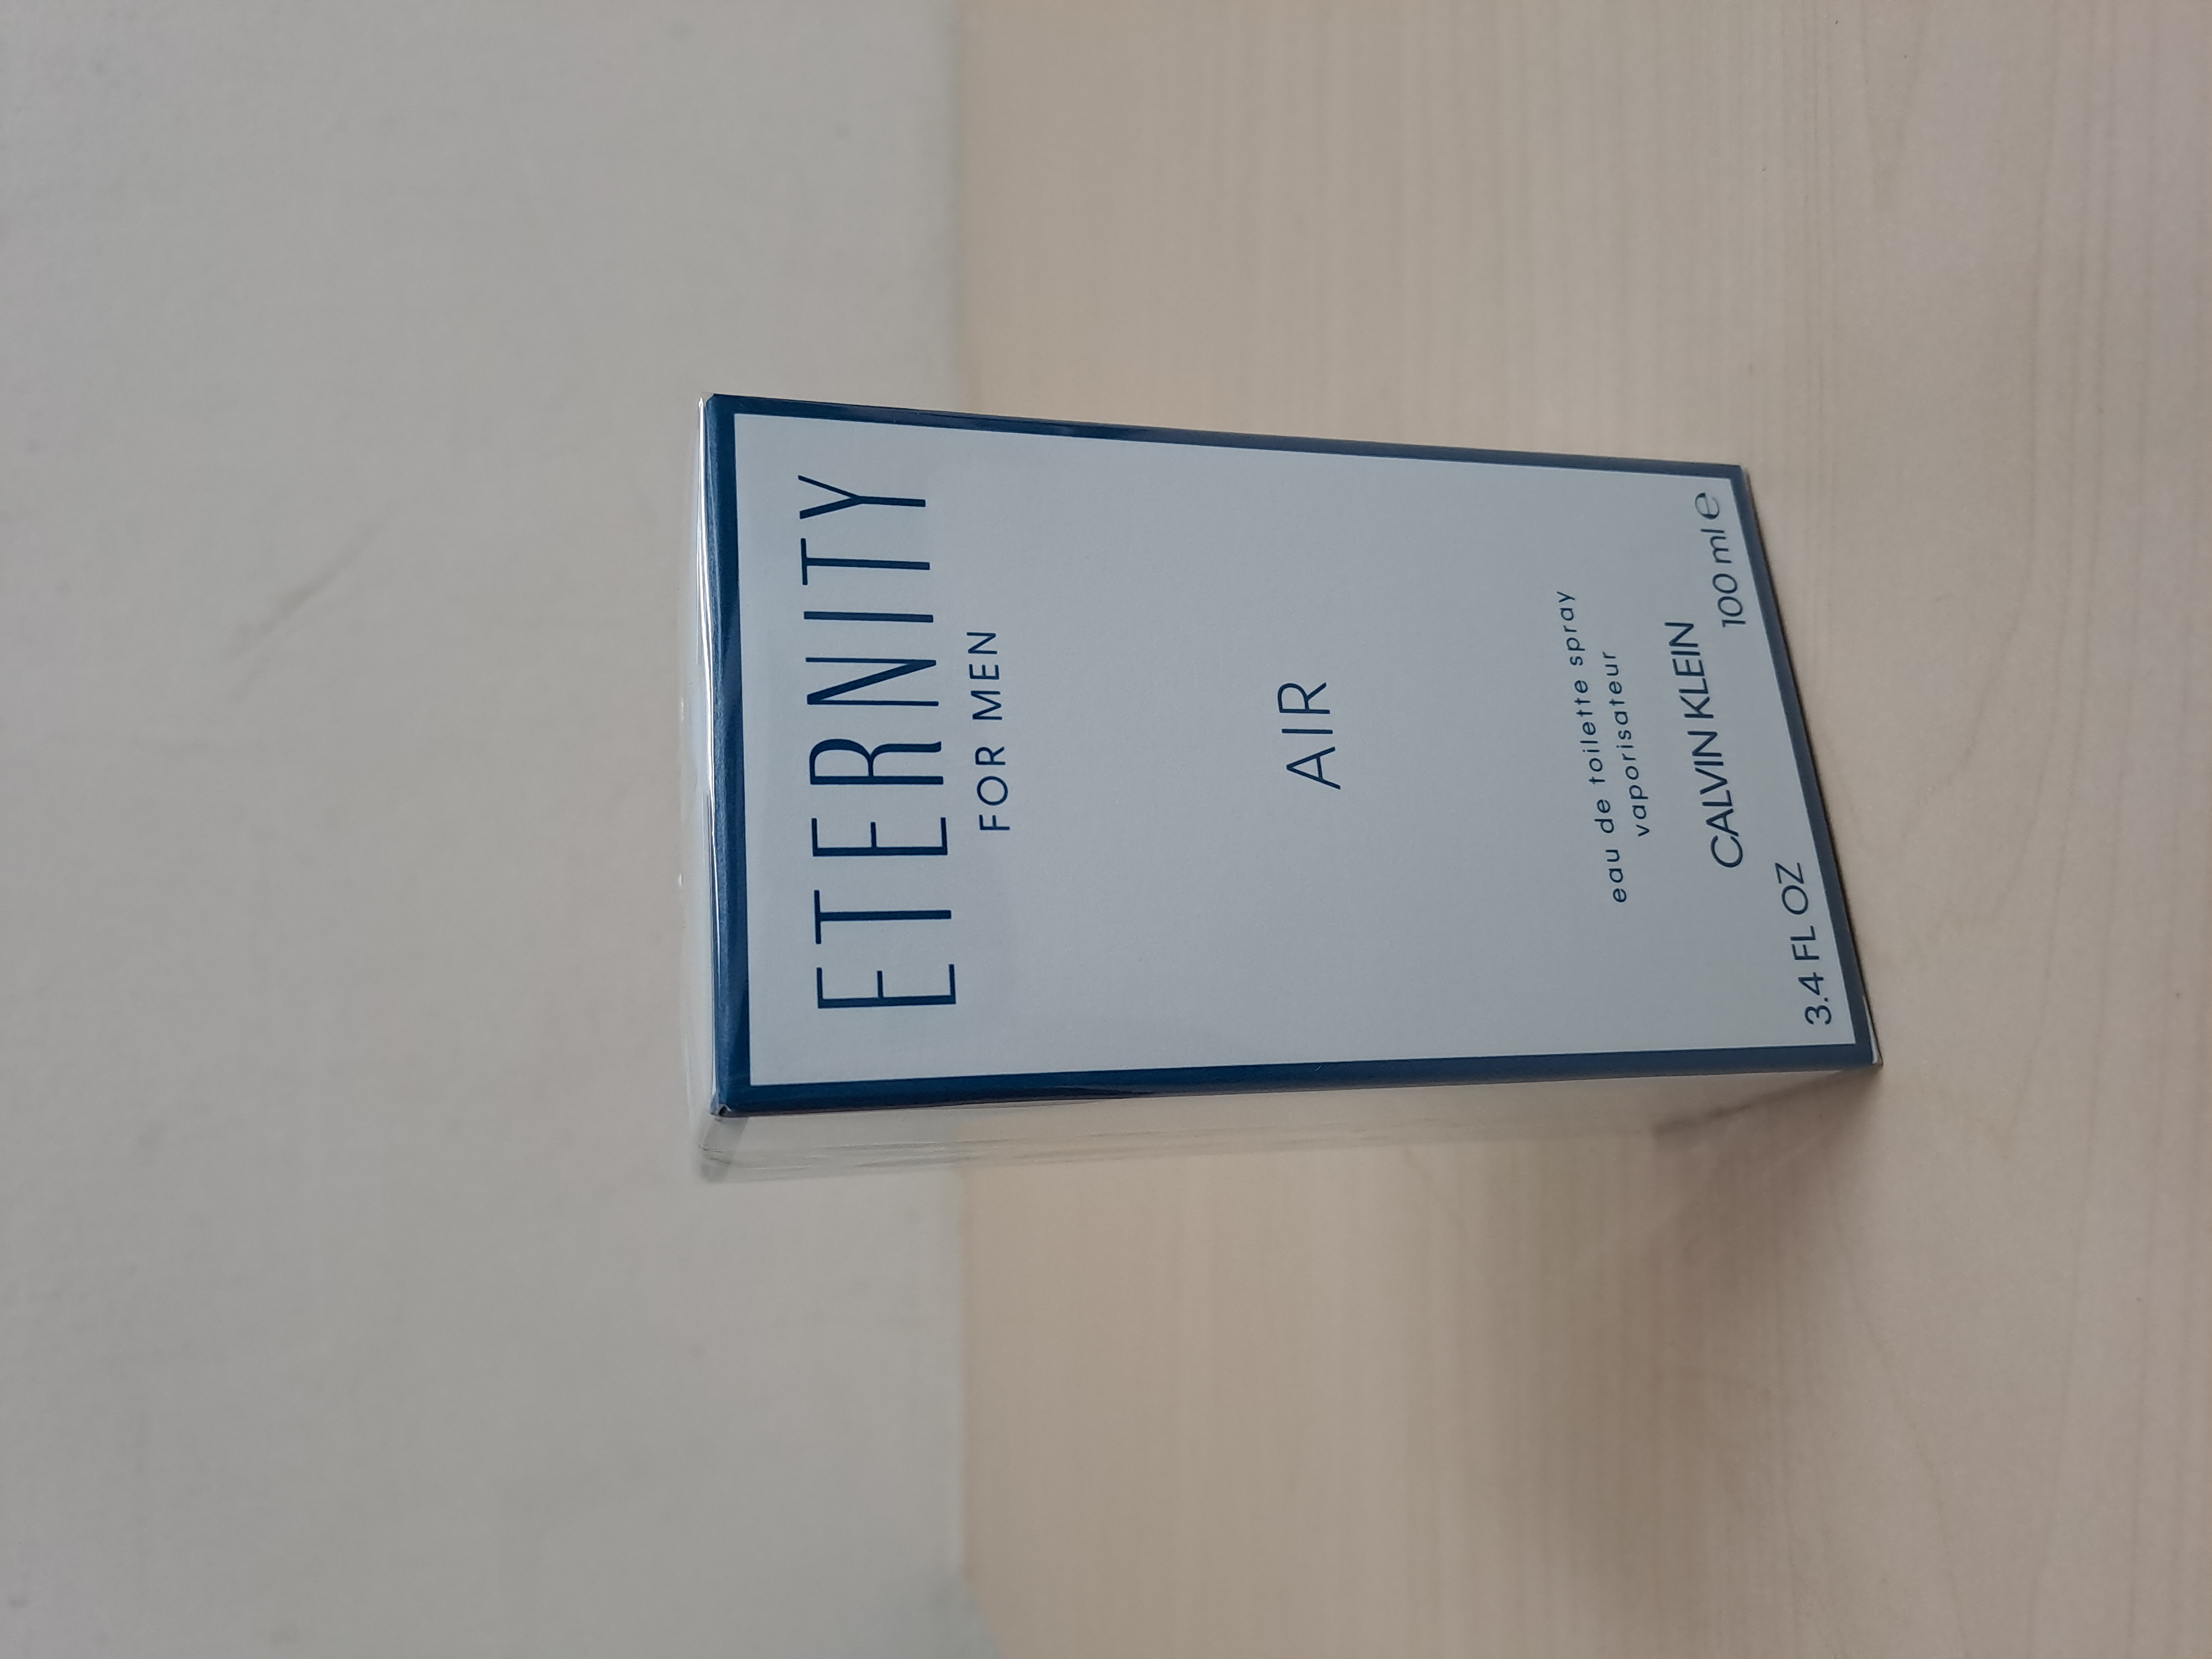 ETERNITY
FOR MEN
AIR
eau de toilette spray
vaporisateur
CALVIN KLEIN
3.4 FL OZ 100 ml ℮